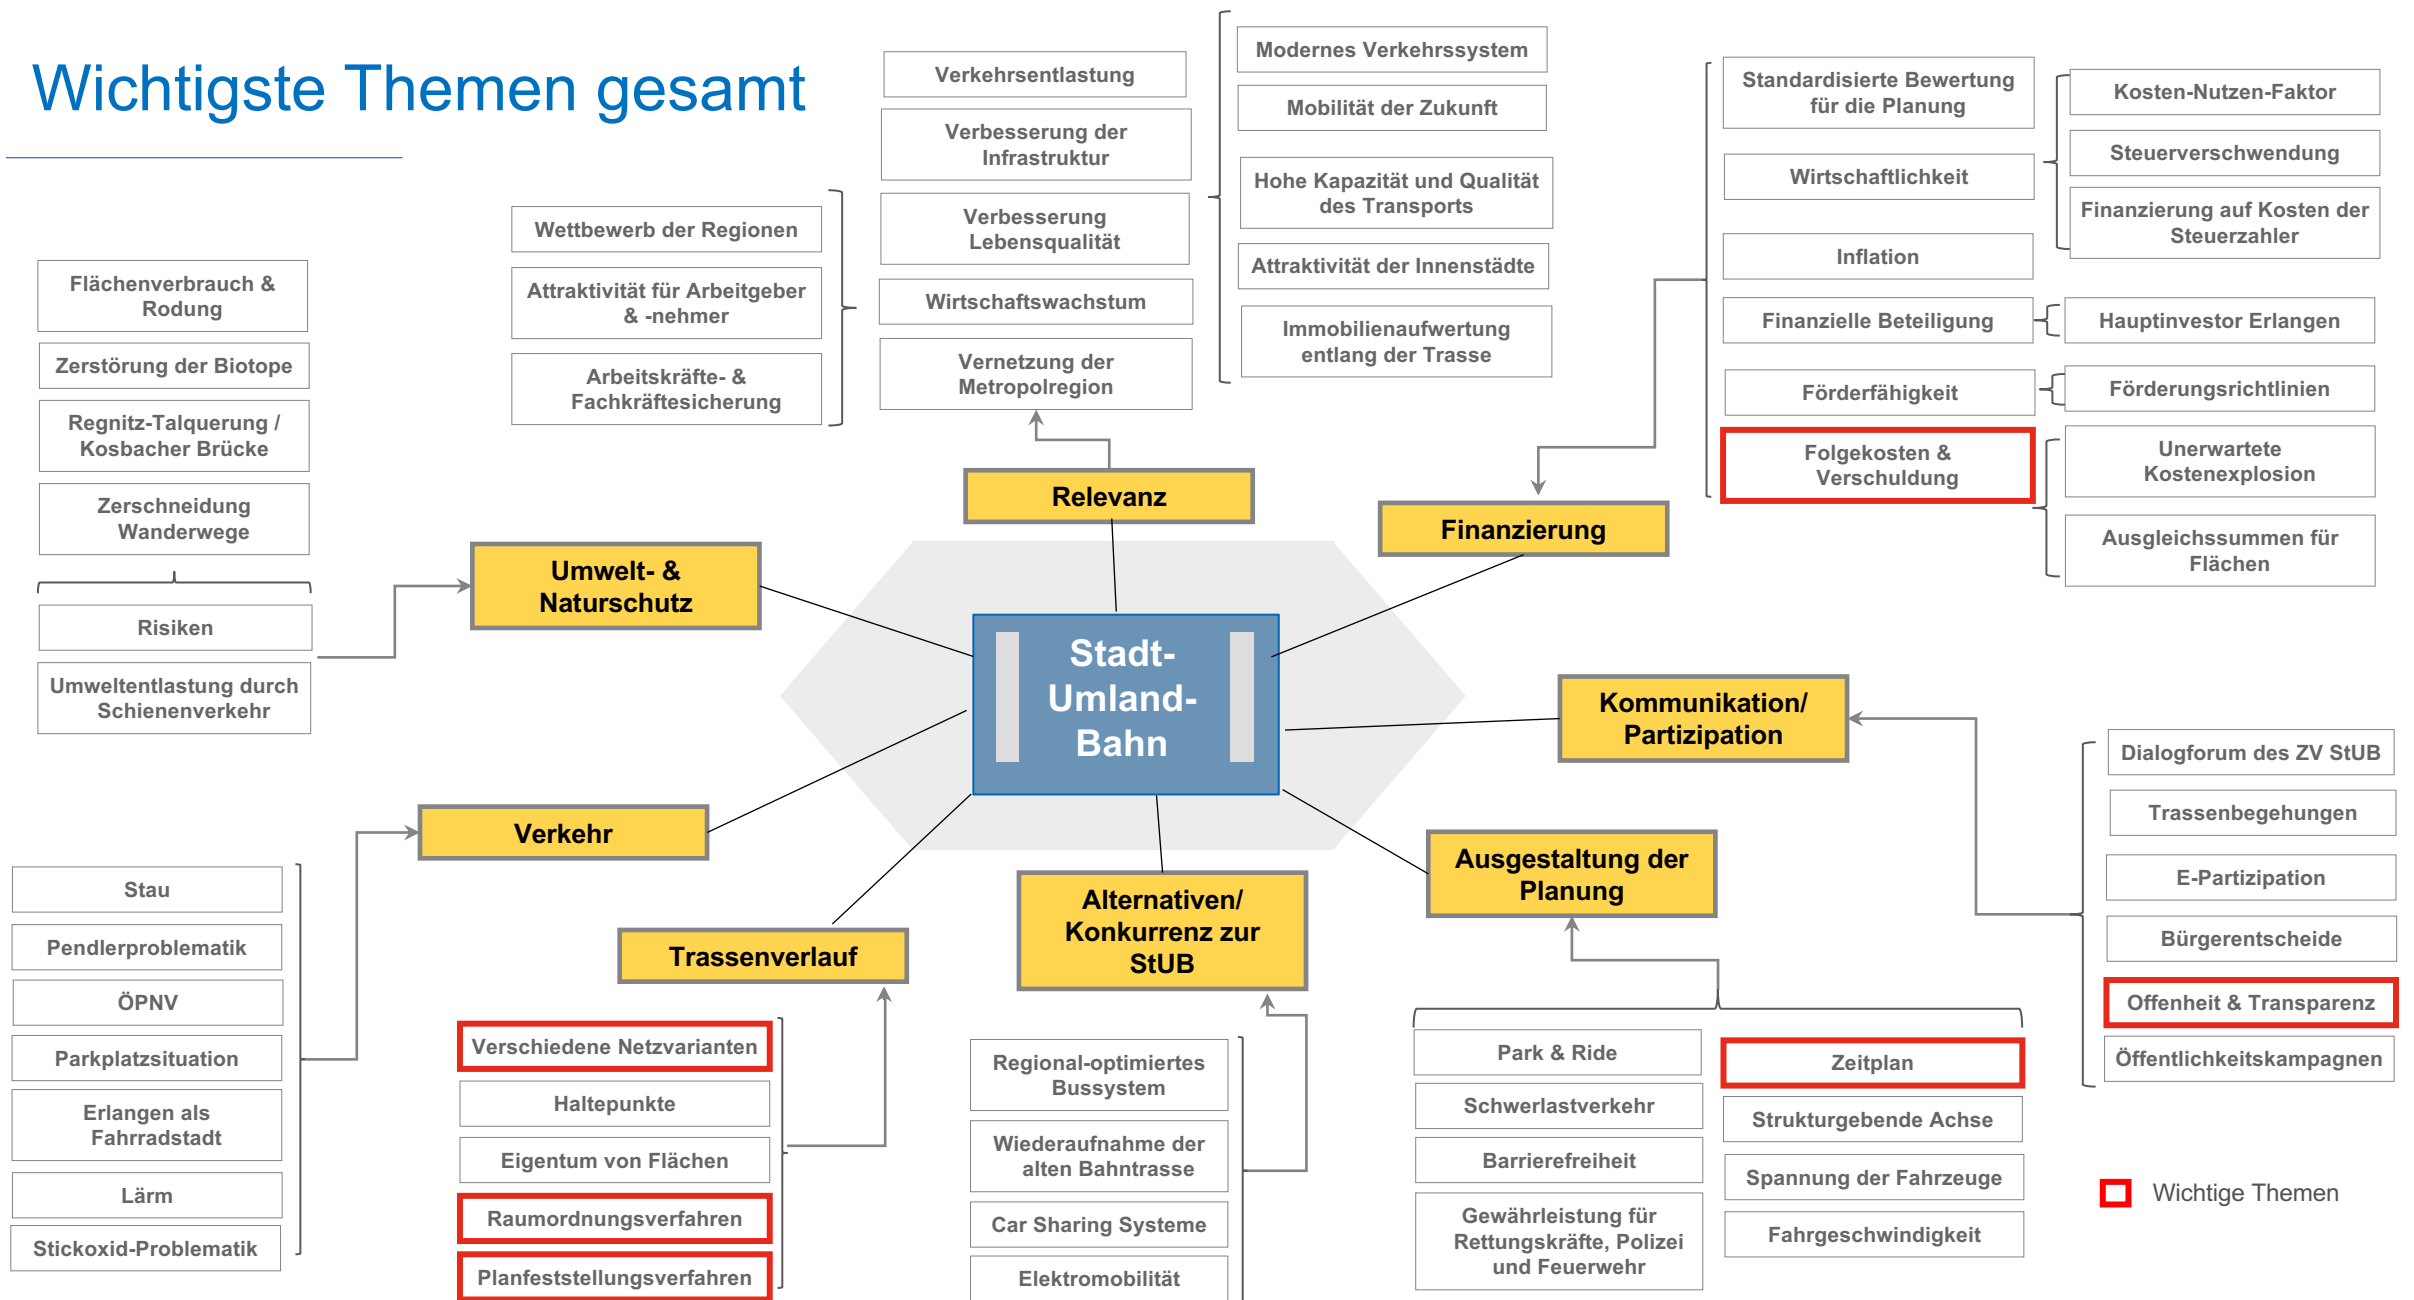 Wichtigste Themen gesamt
Flächenverbrauch &
Rodung
Zerstörung der Biotope
Regnitz-Talquerung /
Kosbacher Brücke
Zerschneidung
Wanderwege
Risiken
Umweltentlastung durch
Schienenverkehr
Umwelt- &
Naturschutz
Wettbewerb der Regionen
Attraktivität für Arbeitgeber
& -nehmer
Arbeitskräfte- &
Fachkräftesicherung
Verkehrsentlastung
Verbesserung der
Infrastruktur
Verbesserung
Lebensqualität
Wirtschaftswachstum
Vernetzung der
Metropolregion
Modernes Verkehrssystem
Mobilität der Zukunft
Hohe Kapazität und Qualität
des Transports
Attraktivität der Innenstädte
Immobilienaufwertung
entlang der Trasse
Relevanz
Standardisierte Bewertung
für die Planung
Wirtschaftlichkeit
Inflation
Finanzielle Beteiligung
Förderfähigkeit
Folgekosten &
Verschuldung
Kosten-Nutzen-Faktor
Steuerverschwendung
Finanzierung auf Kosten der
Steuerzahler
Hauptinvestor Erlangen
Förderungsrichtlinien
Unerwartete
Kostenexplosion
Ausgleichssummen für
Flächen
Finanzierung
Stadt-
Umland-
Bahn
Kommunikation/
Partizipation
Dialogforum des ZV StUB
Trassenbegehungen
E-Partizipation
Bürgerentscheide
Offenheit & Transparenz
Öffentlichkeitskampagnen
Verkehr
Stau
Pendlerproblematik
ÖPNV
Parkplatzsituation
Erlangen als
Fahrradstadt
Lärm
Stickoxid-Problematik
Trassenverlauf
Verschiedene Netzvarianten
Haltepunkte
Eigentum von Flächen
Raumordnungsverfahren
Planfeststellungsverfahren
Alternativen/
Konkurrenz zur
StUB
Regional-optimiertes
Bussystem
Wiederaufnahme der
alten Bahntrasse
Car Sharing Systeme
Elektromobilität
Ausgestaltung der
Planung
Park & Ride
Schwerlastverkehr
Barrierefreiheit
Gewährleistung für
Rettungskräfte, Polizei
und Feuerwehr
Zeitplan
Strukturgebende Achse
Spannung der Fahrzeuge
Fahrgeschwindigkeit
Wichtige Themen